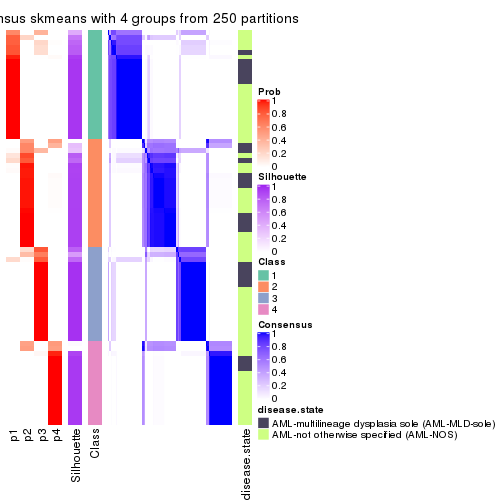 nsus skmeans with 4 groups from 250 partitions
Prob
1
0.8
0.6
0.4
0.2
0
Silhouette
1
0.8
0.6
0.4
0.2
0
Class
1
2
3
4
Consensus
1
0.8
0.6
0.4
0.2
0
disease.state
AML-multilineage dysplasia sole (AML-MLD-sole)
AML-not otherwise specified (AML-NOS)
p1
p2
p3
p4
Silhouette
Class
disease.state